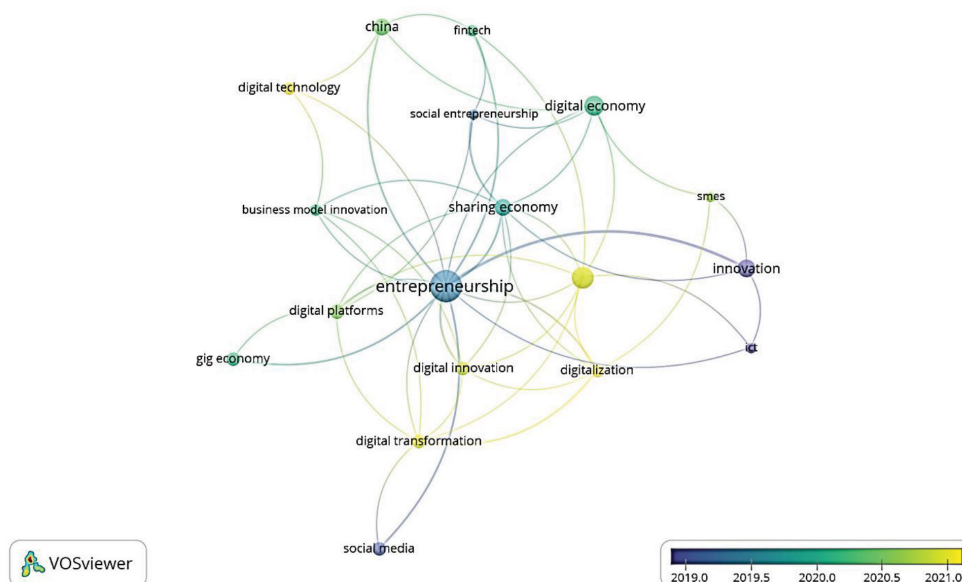 china
fintech
digital technology
social entrepreneurship
digital economy
business model innovation
sharing economy
smes
innovation
entrepreneurship
digital platforms
ict
gig economy
digital innovation
digitalization
digital transformation
social media
VOSviewer
2019.0 2019.5 2020.0 2020.5 2021.0